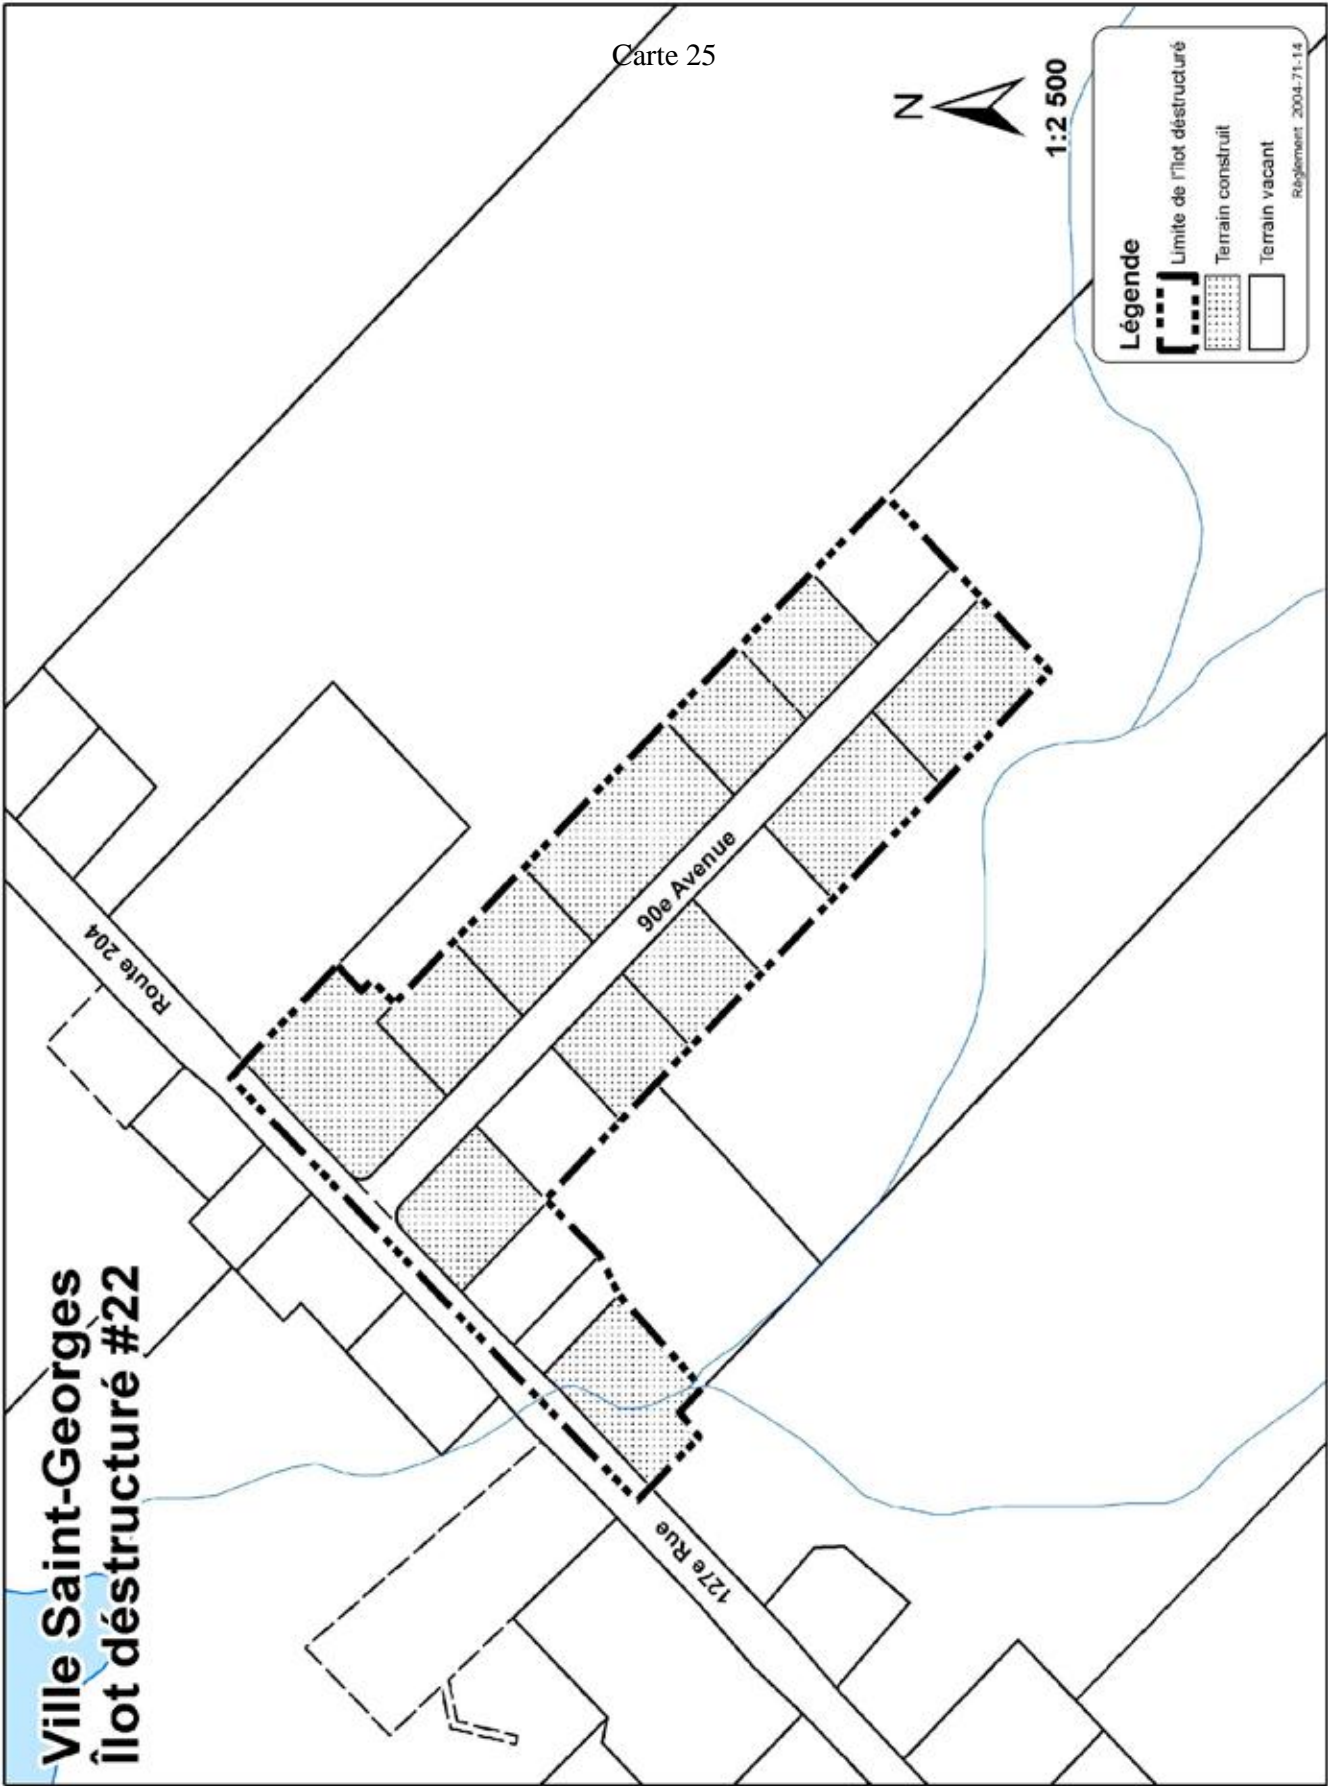 Carte 25
Ville Saint-Georges
Îlot déstructuré #22
Route 204
90e Avenue
127e Rue
N
1:2 500
Légende
Limite de l'îlot déstructuré
Terrain construit
Terrain vacant
Règlement 2004-71-14